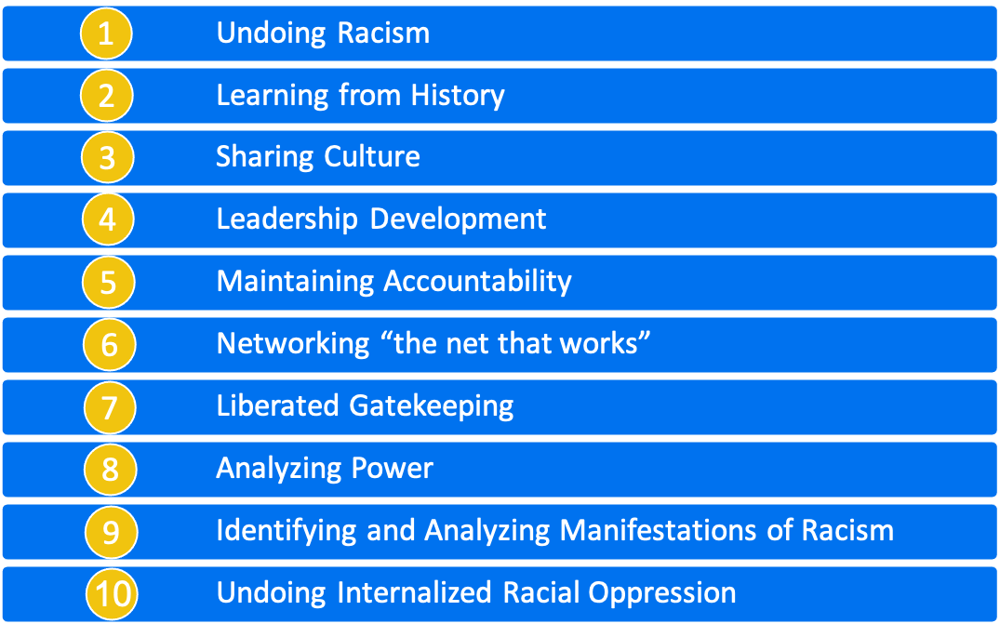 1 Undoing Racism
2 Learning from History
3 Sharing Culture
4 Leadership Development
5 Maintaining Accountability
6 Networking “the net that works”
7 Liberated Gatekeeping
8 Analyzing Power
9 Identifying and Analyzing Manifestations of Racism
10 Undoing Internalized Racial Oppression